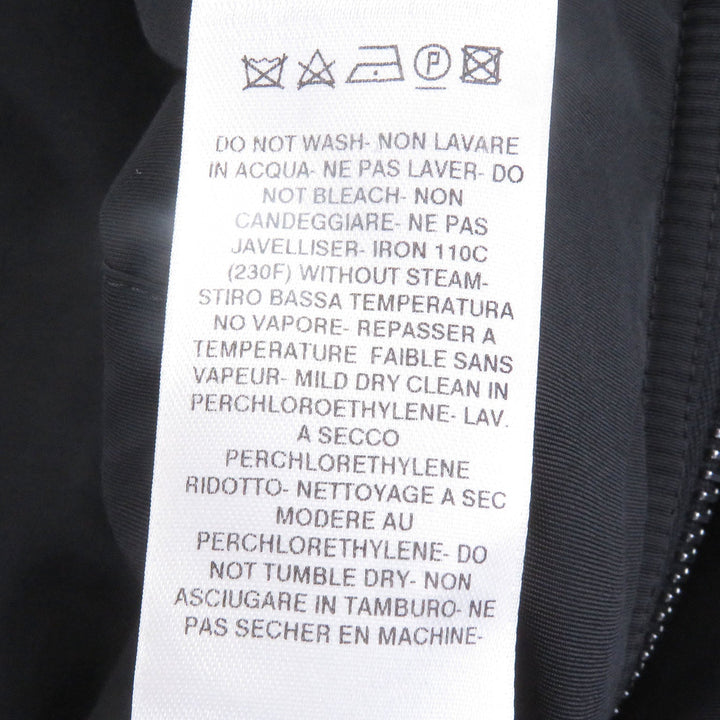 P
DO NOT WASH- NON LAVARE
IN ACQUA- NE PAS LAVER- DO
NOT BLEACH- NON
CANDEGGIARE- NE PAS
JAVELLISER- IRON 110C
(230F) WITHOUT STEAM-
STIRO BASSA TEMPERATURA
NO VAPORE- REPASSER A
TEMPERATURE FAIBLE SANS
VAPEUR- MILD DRY CLEAN IN
PERCHLOROETHYLENE- LAV.
A SECCO
PERCHLORETHYLENE
RIDOTTO- NETTOYAGE A SEC
MODERE AU
PERCHLORETHYLENE- DO
NOT TUMBLE DRY- NON
ASCIUGARE IN TAMBURO- NE
PAS SECHER EN MACHINE-